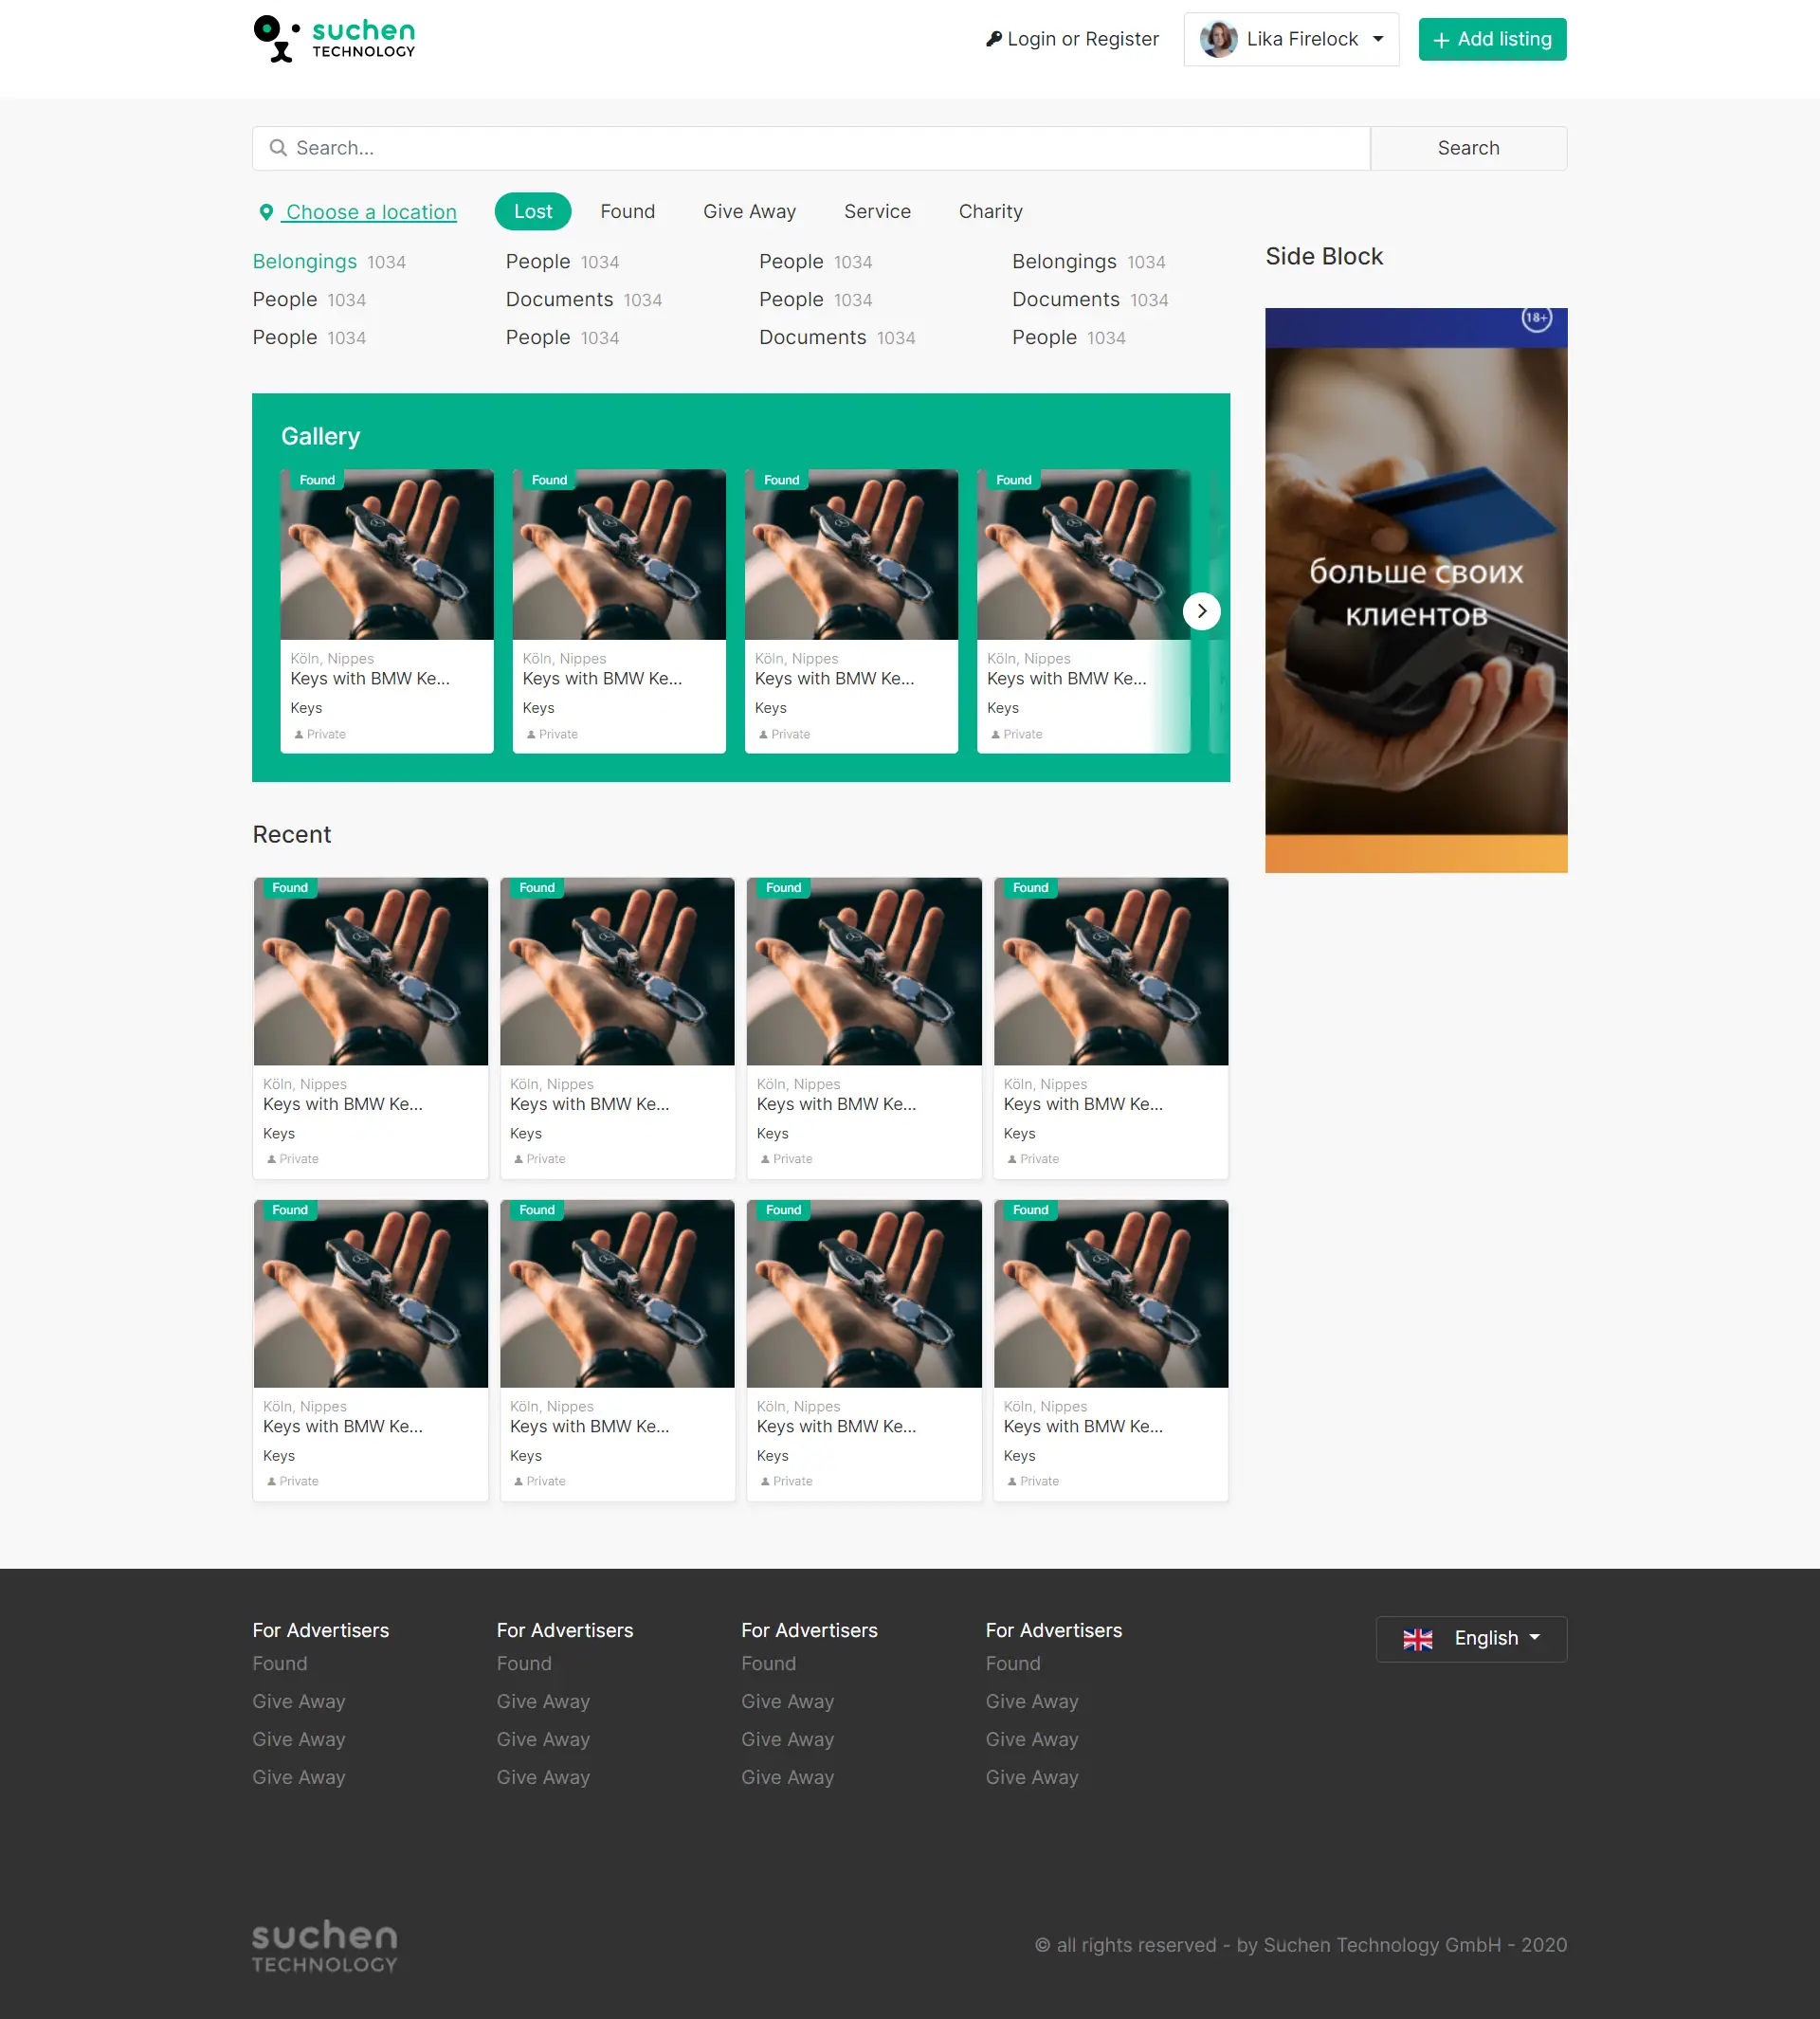 suchen
TECHNOLOGY
Login or Register
Lika Firelock
+ Add listing
Search...
Search
Choose a location
Lost
Found
Give Away
Service
Charity
Belongings 1034
People 1034
People 1034
Belongings 1034
People 1034
Documents 1034
People 1034
Documents 1034
People 1034
People 1034
Documents 1034
People 1034
Side Block
18+
больше своих
клиентов
Gallery
Found
Found
Found
Found
Köln, Nippes
Köln, Nippes
Köln, Nippes
Köln, Nippes
Keys with BMW Ke...
Keys with BMW Ke...
Keys with BMW Ke...
Keys with BMW Ke...
Keys
Keys
Keys
Keys
Private
Private
Private
Private
Recent
Found
Found
Found
Found
Köln, Nippes
Köln, Nippes
Köln, Nippes
Köln, Nippes
Keys with BMW Ke...
Keys with BMW Ke...
Keys with BMW Ke...
Keys with BMW Ke...
Keys
Keys
Keys
Keys
Private
Private
Private
Private
Found
Found
Found
Found
Köln, Nippes
Köln, Nippes
Köln, Nippes
Köln, Nippes
Keys with BMW Ke...
Keys with BMW Ke...
Keys with BMW Ke...
Keys with BMW Ke...
Keys
Keys
Keys
Keys
Private
Private
Private
Private
For Advertisers
Found
Give Away
Give Away
Give Away
For Advertisers
Found
Give Away
Give Away
Give Away
For Advertisers
Found
Give Away
Give Away
Give Away
For Advertisers
Found
Give Away
Give Away
Give Away
English
suchen
TECHNOLOGY
© all rights reserved - by Suchen Technology GmbH - 2020